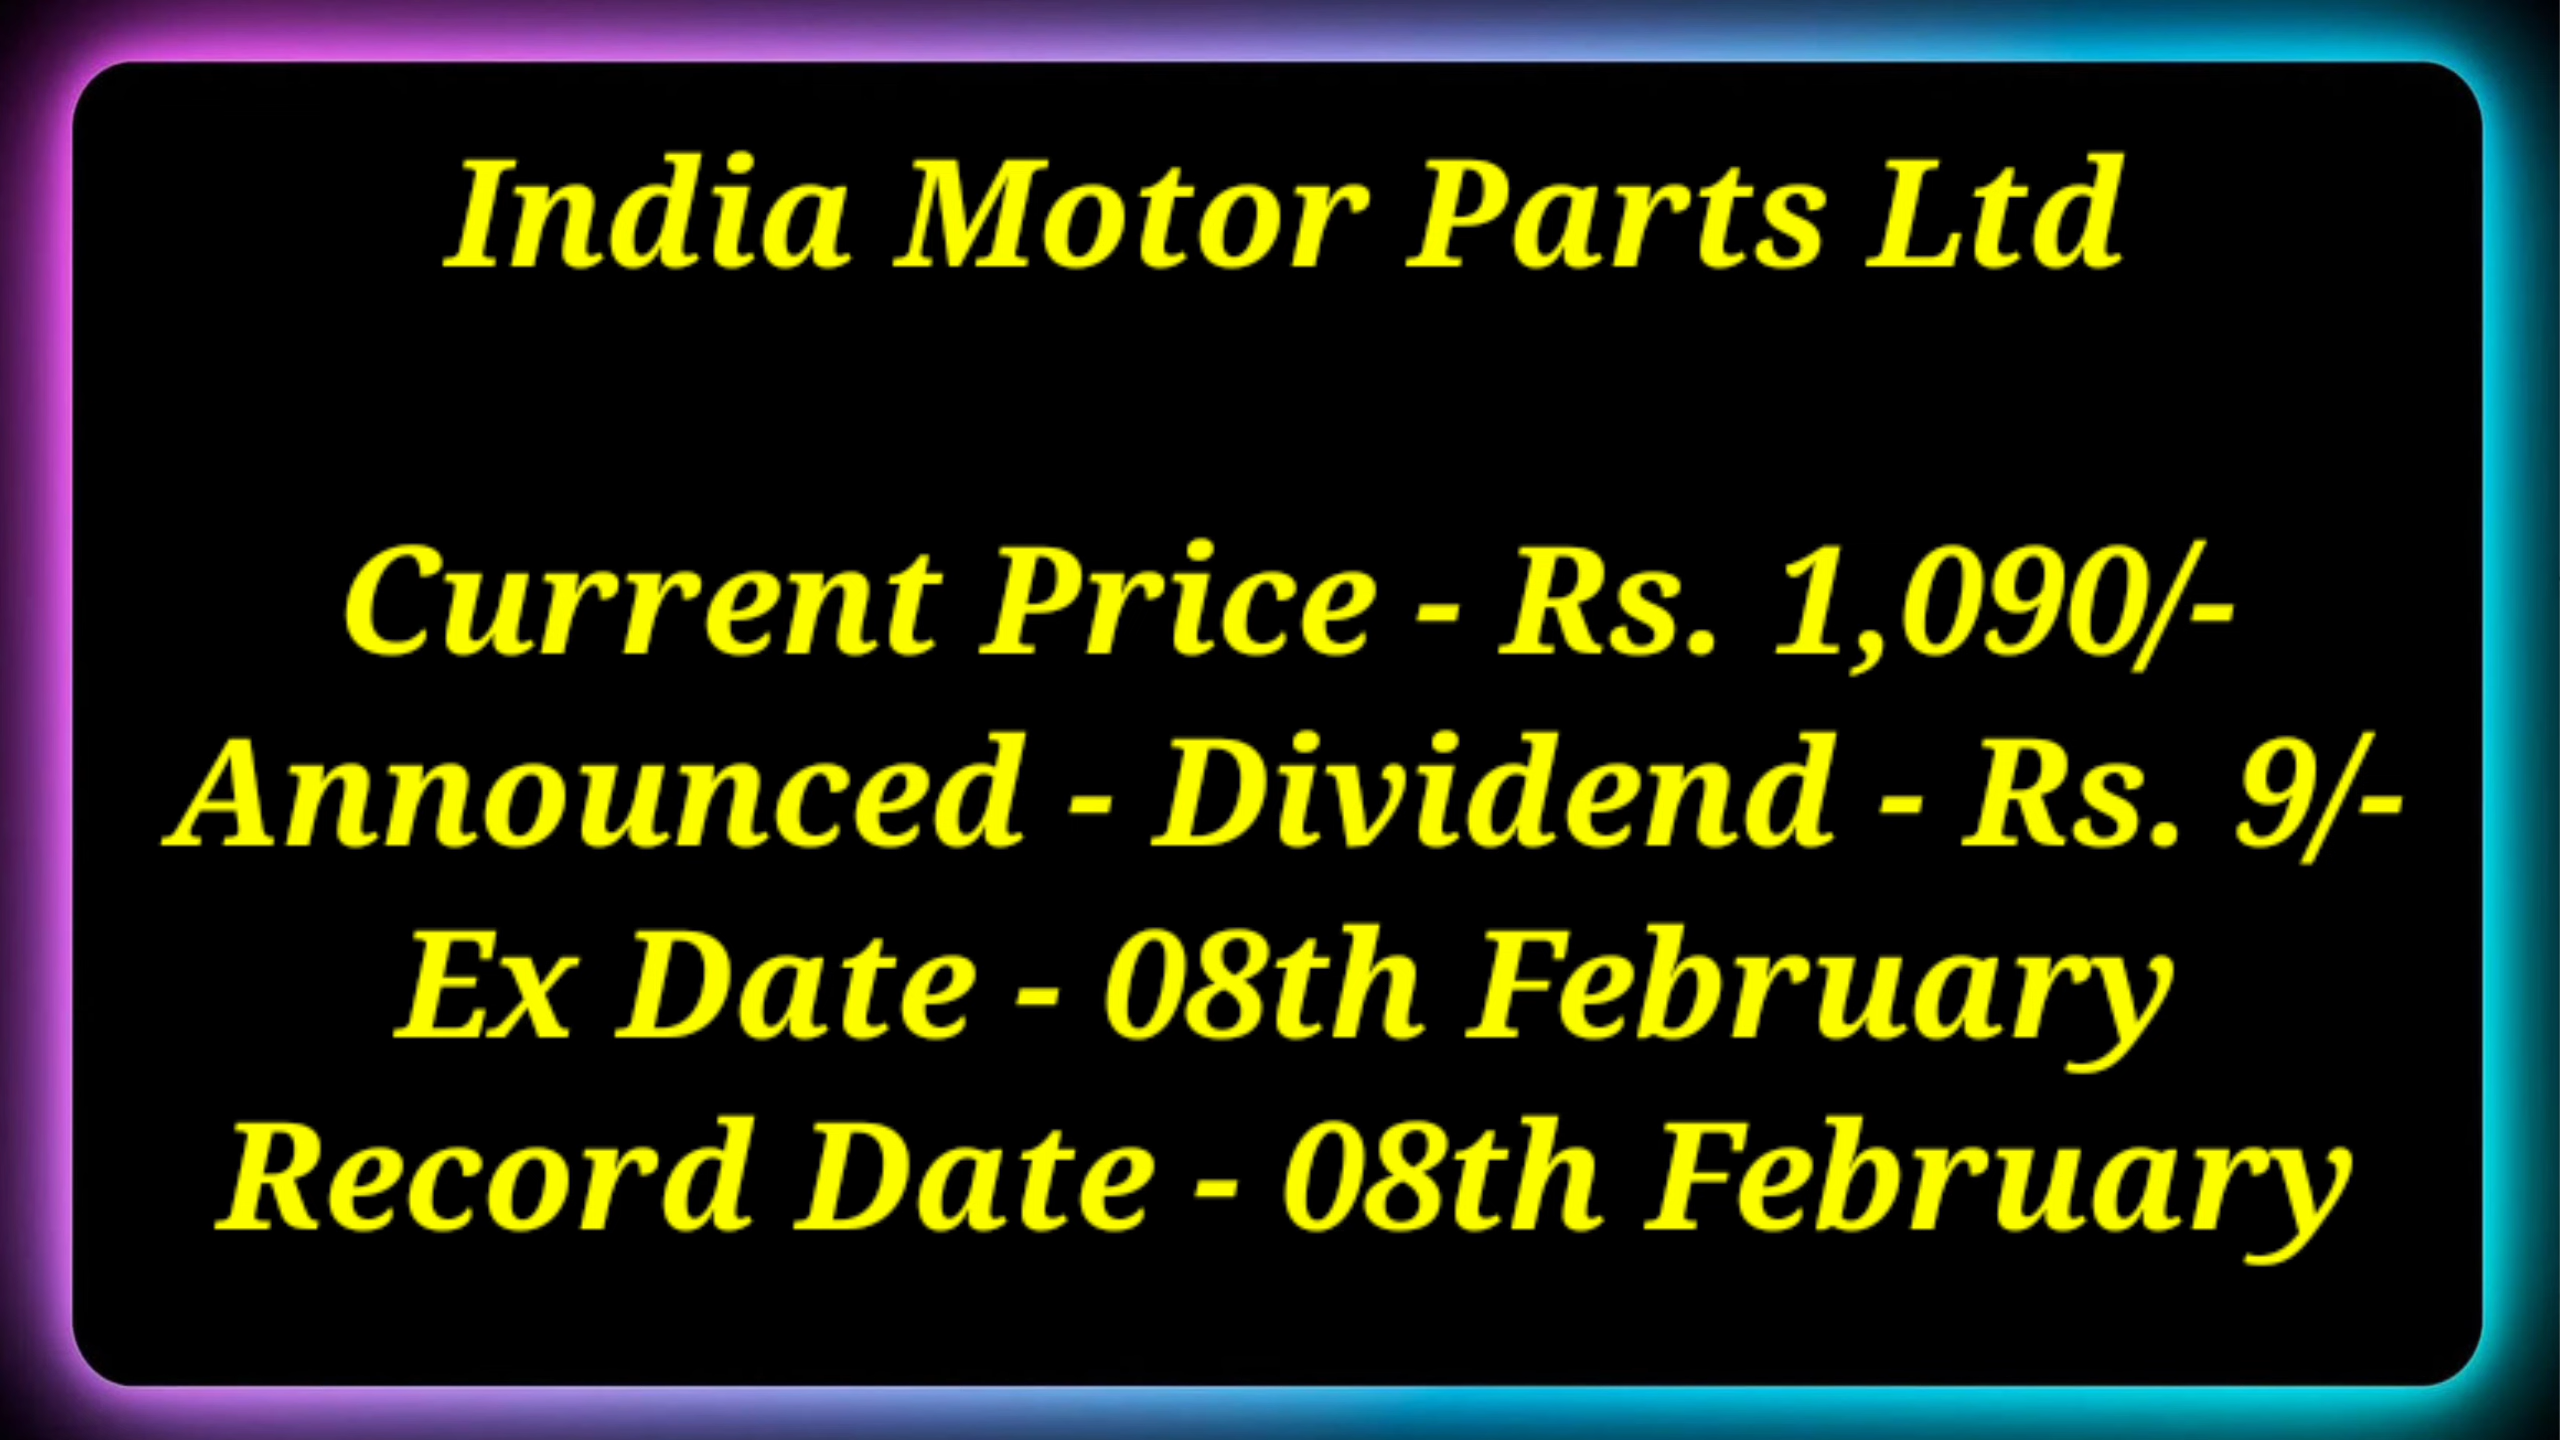 India Motor Parts Ltd
Current Price - Rs. 1,090/-
Announced - Dividend - Rs. 9/-
Ex Date - 08th February
Record Date - 08th February